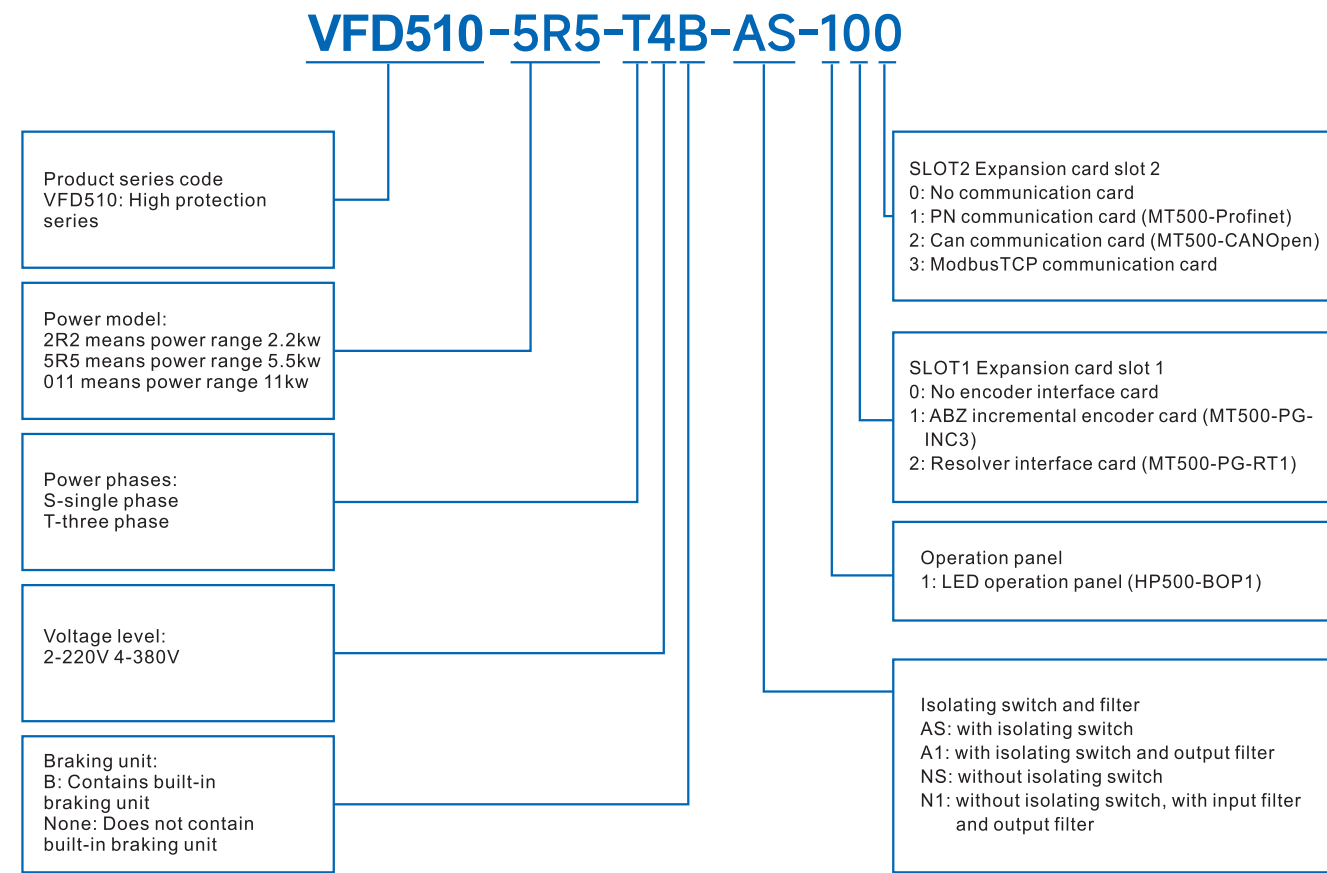 VFD510-5R5-T4B-AS-100
Product series code
VFD510: High protection
series
Power model:
2R2 means power range 2.2kw
5R5 means power range 5.5kw
011 means power range 11kw
Power phases:
S-single phase
T-three phase
Voltage level:
2-220V 4-380V
Braking unit:
B: Contains built-in
braking unit
None: Does not contain
built-in braking unit
SLOT2 Expansion card slot 2
0: No communication card
1: PN communication card (MT500-Profinet)
2: Can communication card (MT500-CANOpen)
3: ModbusTCP communication card
SLOT1 Expansion card slot 1
0: No encoder interface card
1: ABZ incremental encoder card (MT500-PG-
INC3)
2: Resolver interface card (MT500-PG-RT1)
Operation panel
1: LED operation panel (HP500-BOP1)
Isolating switch and filter
AS: with isolating switch
A1: with isolating switch and output filter
NS: without isolating switch
N1: without isolating switch, with input filter
and output filter